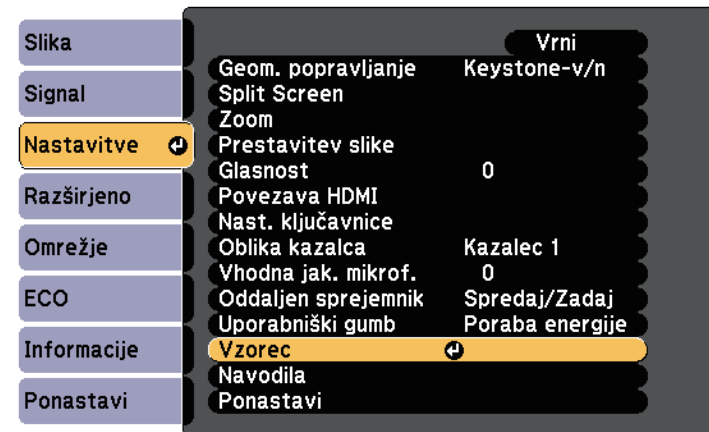 Slika
Signal
Nastavitve
Razširjeno
Omrežje
ECO
Informacije
Ponastavi
Vrni
Geom. popravljanje Keystone-v/n
Split Screen
Zoom
Prestavitev slike
Glasnost 0
Povezava HDMI
Nast. ključavnice
Oblika kazalca Kazalec 1
Vhodna jak. mikrof. 0
Oddaljen sprejemnik Spredaj/Zadaj
Uporabniški gumb Poraba energije
Vzorec
Navodila
Ponastavi